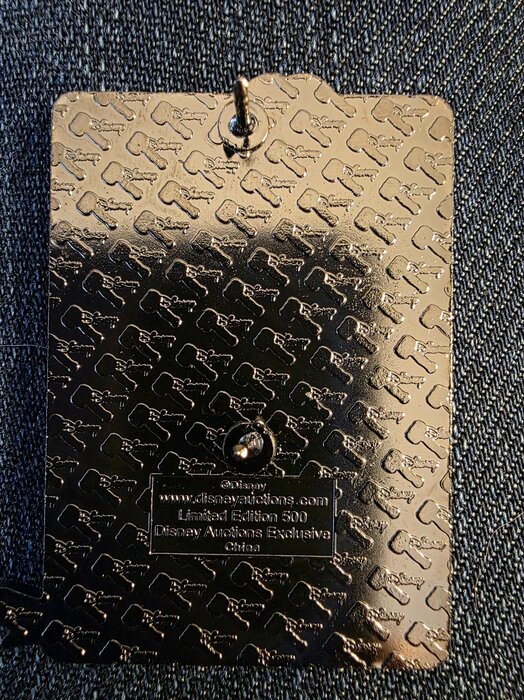 ©Disney
www.disneyauctions.com
Limited Edition 500
Disney Auctions Exclusive
China